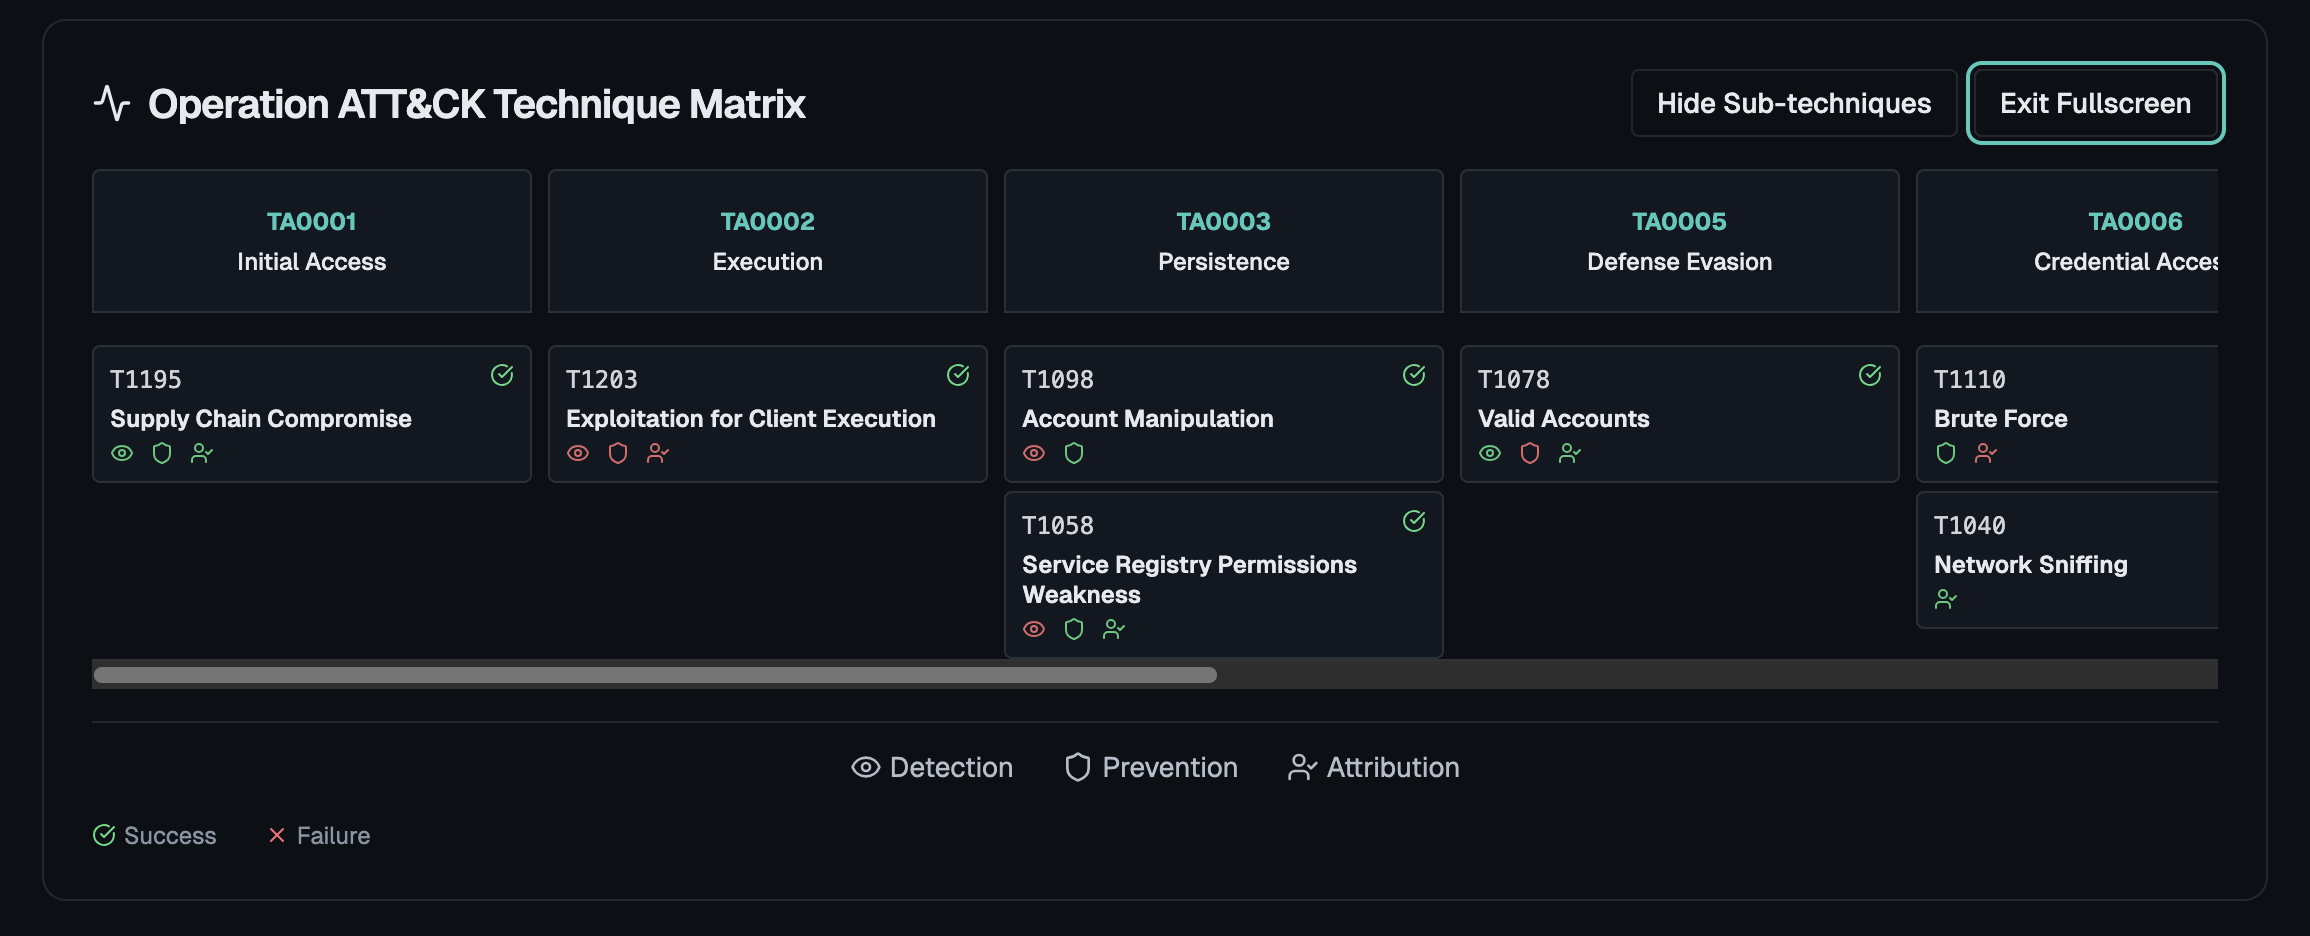 Operation ATT&CK Technique Matrix
Hide Sub-techniques
Exit Fullscreen
TA0001
Initial Access
TA0002
Execution
TA0003
Persistence
TA0005
Defense Evasion
TA0006
Credential Acces
T1195
Supply Chain Compromise
T1203
Exploitation for Client Execution
T1098
Account Manipulation
T1058
Service Registry Permissions
Weakness
T1078
Valid Accounts
T1110
Brute Force
T1040
Network Sniffing
Detection
Prevention
Attribution
Success
Failure